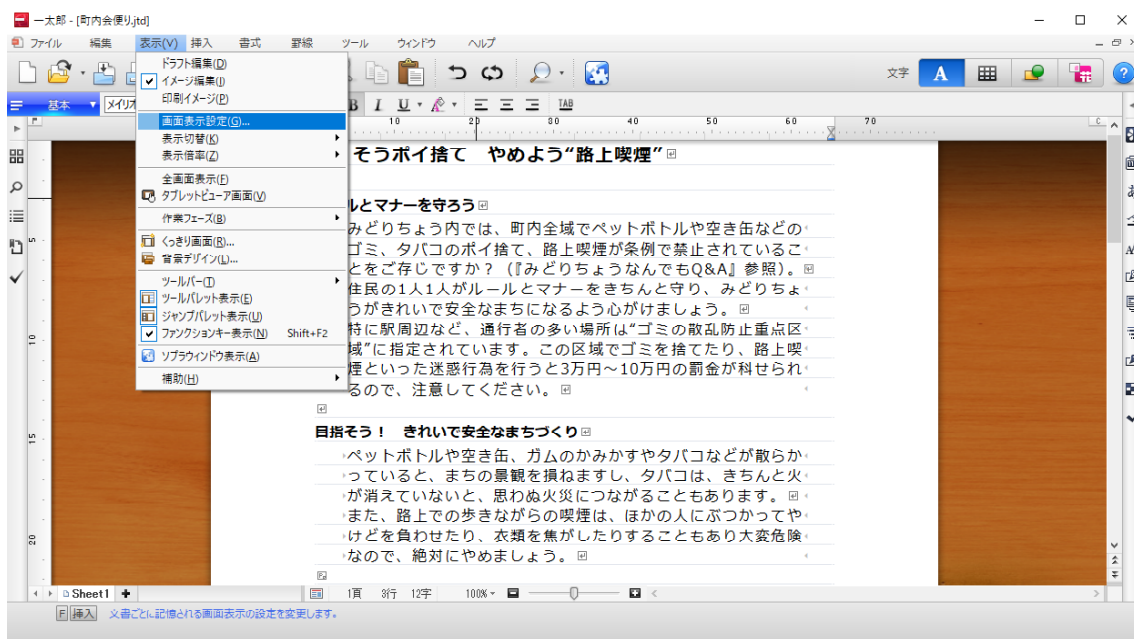 一太郎 - [町内会便り.jtd]
ファイル 編集 表示(V) 挿入 書式 罫線 ツール ウィンドウ ヘルプ
ドラフト編集(D)
イメージ編集(I)
印刷イメージ(P)
画面表示設定(G)...
表示切替(K)
表示倍率(Z)
全画面表示(F)
タブレットビューア画面(V)
作業フェーズ(B)
くっきり画面(R)...
背景デザイン(L)...
ツールバー(T)
ツールパレット表示(E)
ジャンプパレット表示(U)
ファンクションキー表示(N) Shift+F2
ソプラウィンドウ表示(A)
補助(H)
文字 A
基本 メイリオ B I U TAB
10 20 30 40 50 60 70
そうポイ捨て やめよう“路上喫煙”
ルとマナーを守ろう
みどりちょう内では、町内全域でペットボトルや空き缶などの
ゴミ、タバコのポイ捨て、路上喫煙が条例で禁止されているこ
とをご存じですか？（『みどりちょうなんでもQ&A』参照）。
住民の1人1人がルールとマナーをきちんと守り、みどりちょ
うがきれいで安全なまちになるよう心がけましょう。
特に駅周辺など、通行者の多い場所は“ゴミの散乱防止重点区
域”に指定されています。この区域でゴミを捨てたり、路上喫
煙といった迷惑行為を行うと3万円～10万円の罰金が科せられ
るので、注意してください。
目指そう！ きれいで安全なまちづくり
ペットボトルや空き缶、ガムのかみかすやタバコなどが散らか
っていると、まちの景観を損ねますし、タバコは、きちんと火
が消えていないと、思わぬ火災につながることもあります。
また、路上での歩きながらの喫煙は、ほかの人にぶつかってや
けどを負わせたり、衣類を焦がしたりすることもあり大変危険
なので、絶対にやめましょう。
5
10
15
20
Sheet1 1頁 3行 12字 100%
F 挿入 文書ごとに記憶される画面表示の設定を変更します。